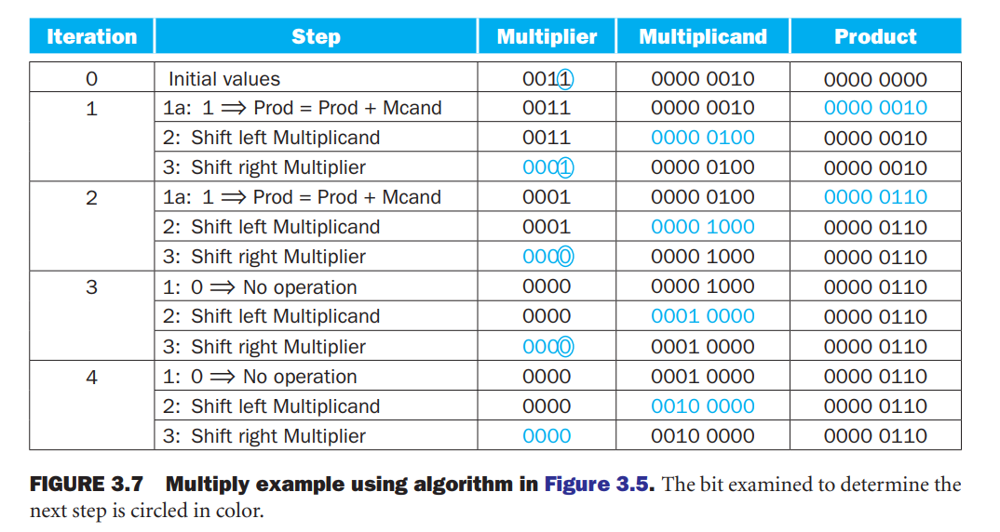 Iteration Step Multiplier Multiplicand Product
0 Initial values 0011 0000 0010 0000 0000
1 1a: 1 ⇒ Prod = Prod + Mcand 0011 0000 0010 0000 0010
2: Shift left Multiplicand 0011 0000 0100 0000 0010
3: Shift right Multiplier 0001 0000 0100 0000 0010
2 1a: 1 ⇒ Prod = Prod + Mcand 0001 0000 0100 0000 0110
2: Shift left Multiplicand 0001 0000 1000 0000 0110
3: Shift right Multiplier 0000 0000 1000 0000 0110
3 1: 0 ⇒ No operation 0000 0000 1000 0000 0110
2: Shift left Multiplicand 0000 0001 0000 0000 0110
3: Shift right Multiplier 0000 0001 0000 0000 0110
4 1: 0 ⇒ No operation 0000 0001 0000 0000 0110
2: Shift left Multiplicand 0000 0010 0000 0000 0110
3: Shift right Multiplier 0000 0010 0000 0000 0110
FIGURE 3.7 Multiply example using algorithm in Figure 3.5. The bit examined to determine the
next step is circled in color.